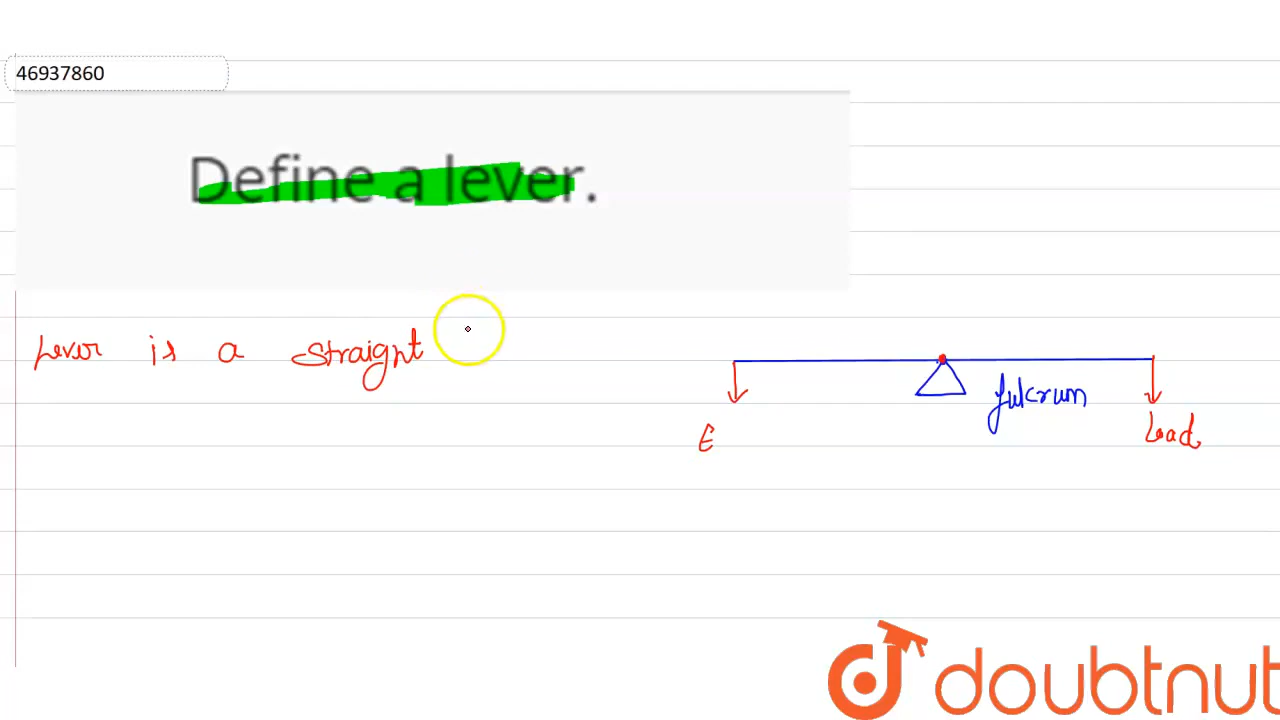 46937860
Define a lever.
Lever is a straight
fulcrum
E
Load
doubtnut